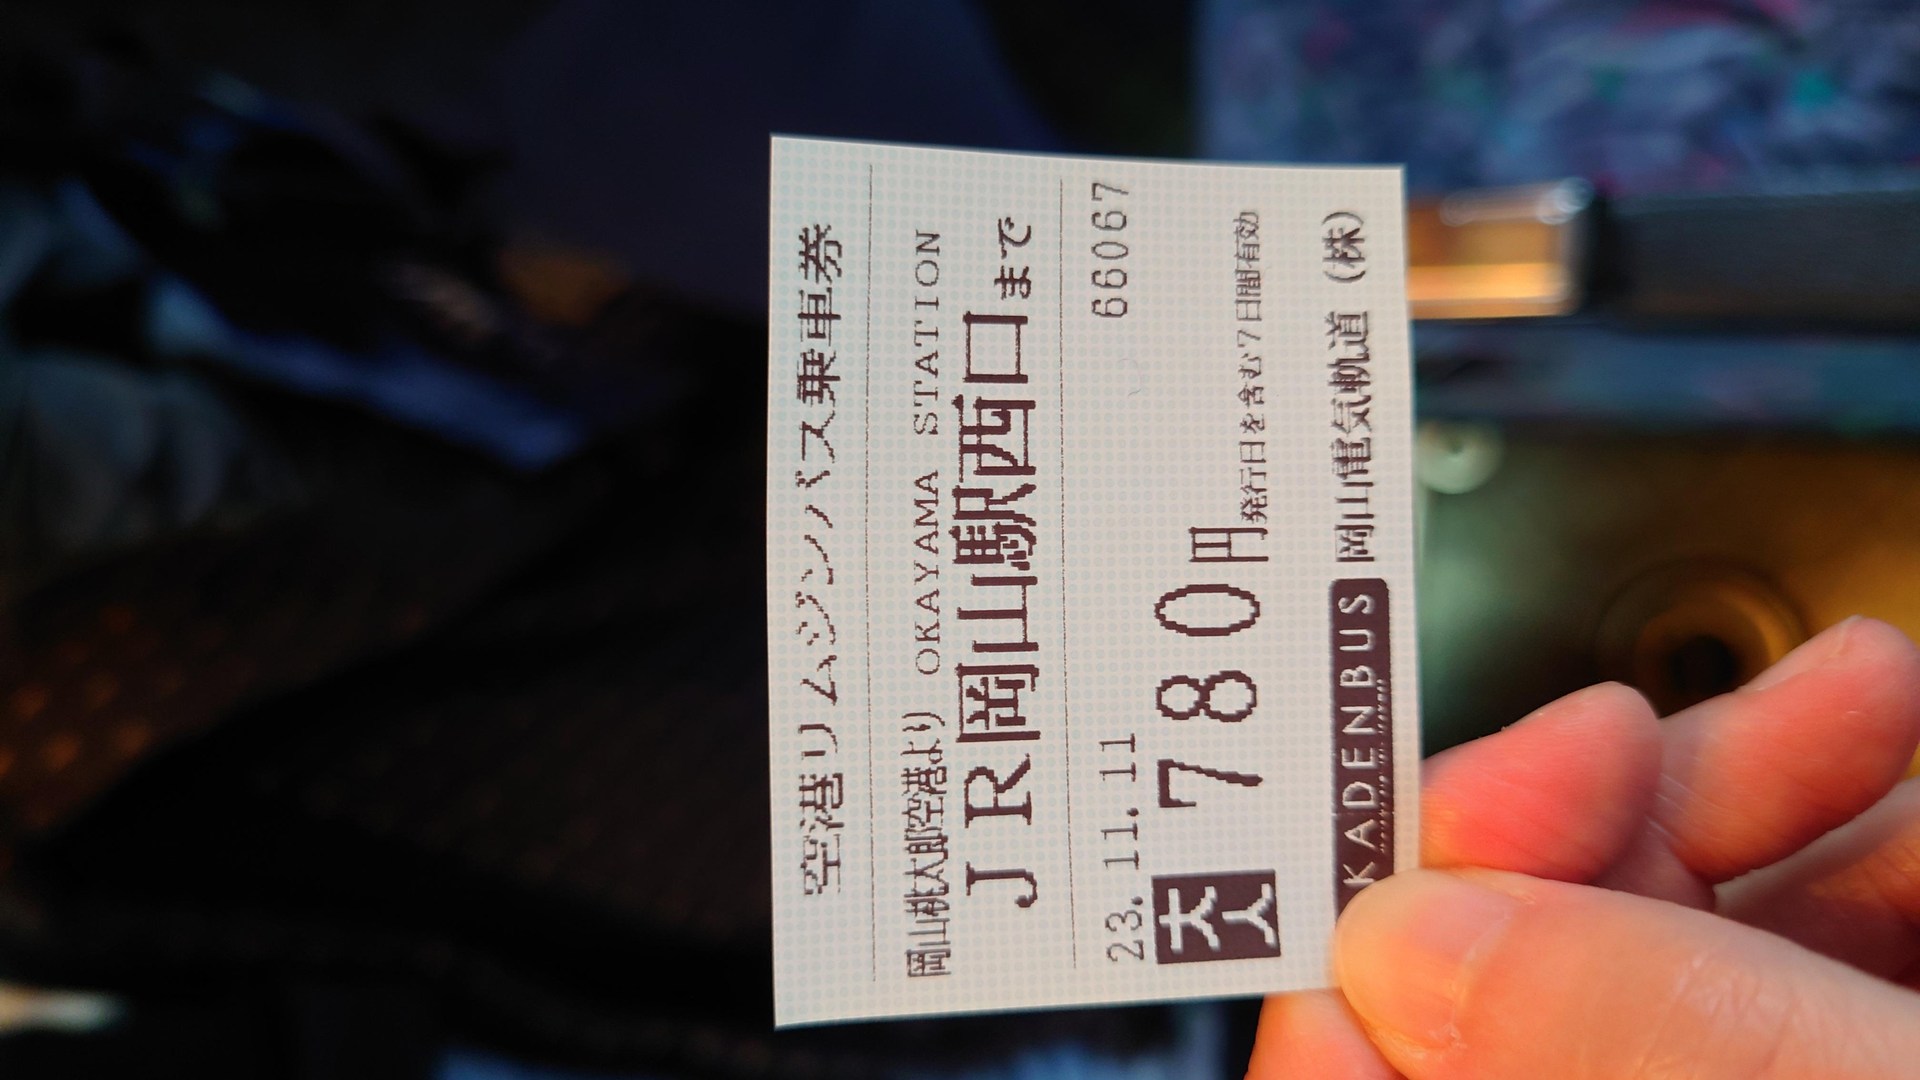 空港リムジンバス乗車券
岡山桃太郎空港より OKAYAMA STATION
JR岡山駅西口まで
23.11.11 66067
大人 780円 発行日を含む7日間有効
KADENBUS 岡山電気軌道(株)